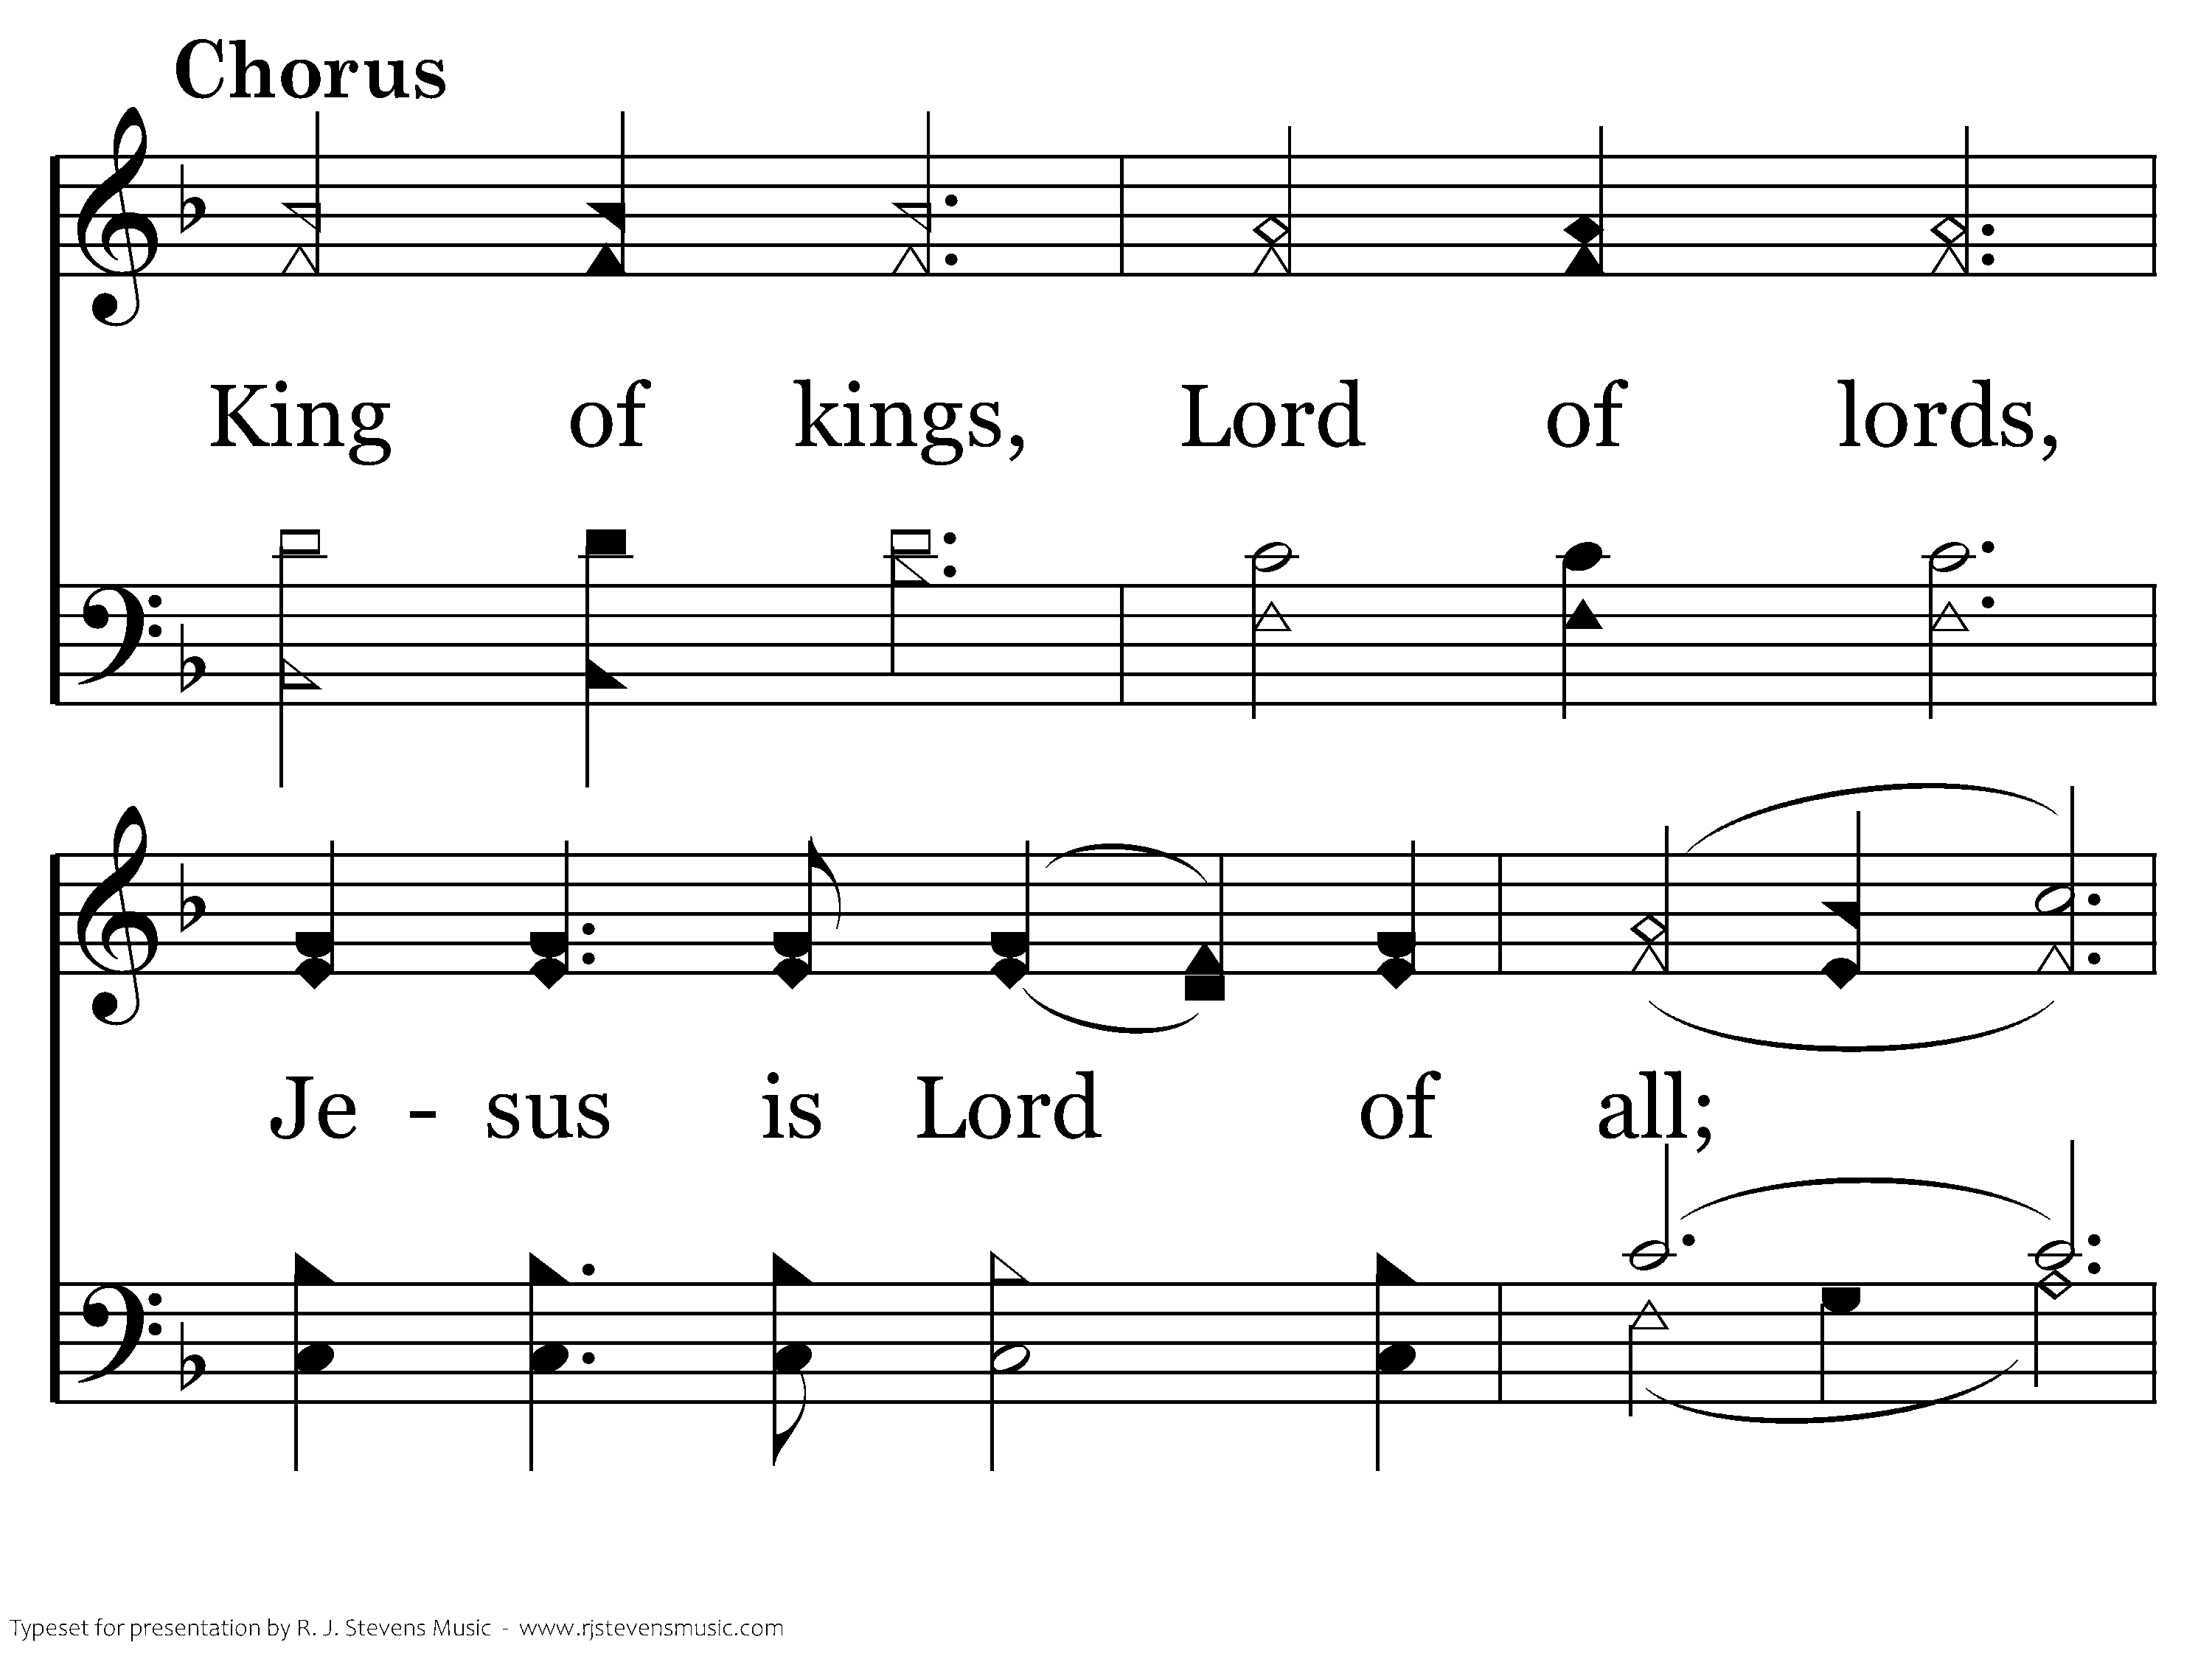 Chorus
King of kings, Lord of lords,
Je - sus is Lord of all;
Typeset for presentation by R. J. Stevens Music - www.rjstevensmusic.com